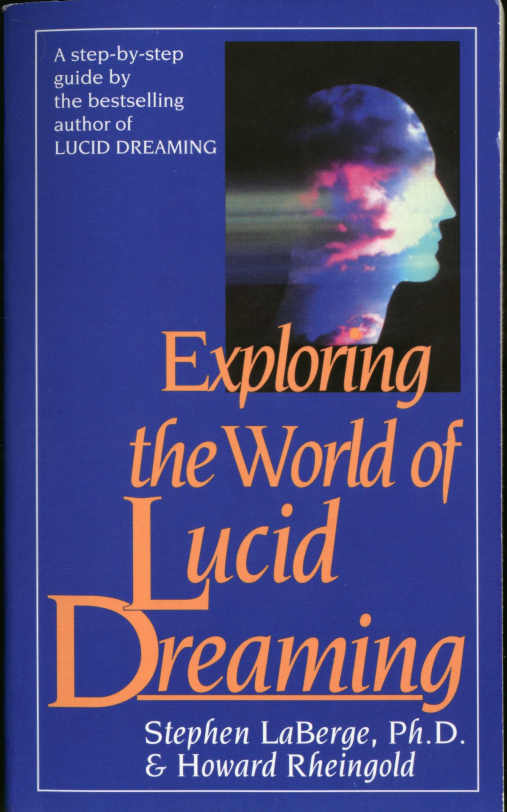 A step-by-step
guide by
the bestselling
author of
LUCID DREAMING
Exploring
the World of
Lucid
Dreaming
Stephen LaBerge, Ph.D.
& Howard Rheingold